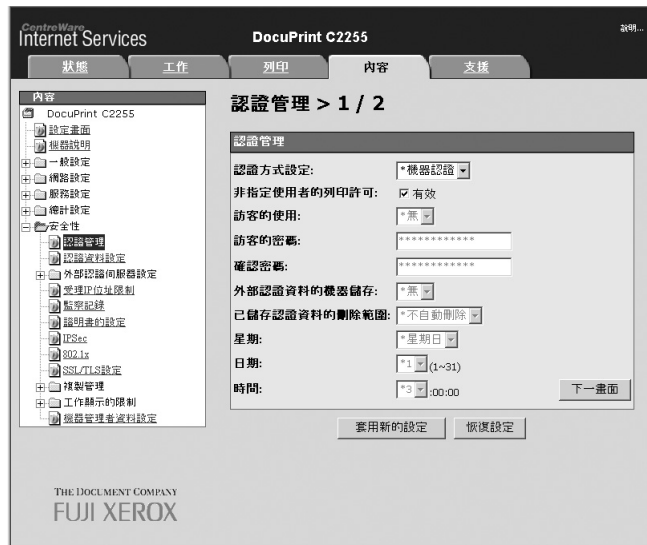 CentreWare
Internet Services
DocuPrint C2255
說明...
狀態
工作
列印
內容
支援
內容
DocuPrint C2255
設定畫面
機器說明
一般設定
網路設定
服務設定
總計設定
安全性
認證管理
認證資料設定
外部認證伺服器設定
受理IP位址限制
監察記錄
證明書的設定
IPSec
802.1x
SSL/TLS設定
複製管理
工作顯示的限制
機器管理者資料設定
認證管理 > 1 / 2
認證管理
認證方式設定: *機器認證
非指定使用者的列印許可: 有效
訪客的使用: *無
訪客的密碼: ************
確認密碼: ************
外部認證資料的機器儲存: *無
已儲存認證資料的刪除範圍: *不自動刪除
星期: *星期日
日期: *1 (1~31)
時間: *3 :00:00
下一畫面
套用新的設定
恢復設定
THE DOCUMENT COMPANY
FUJI XEROX